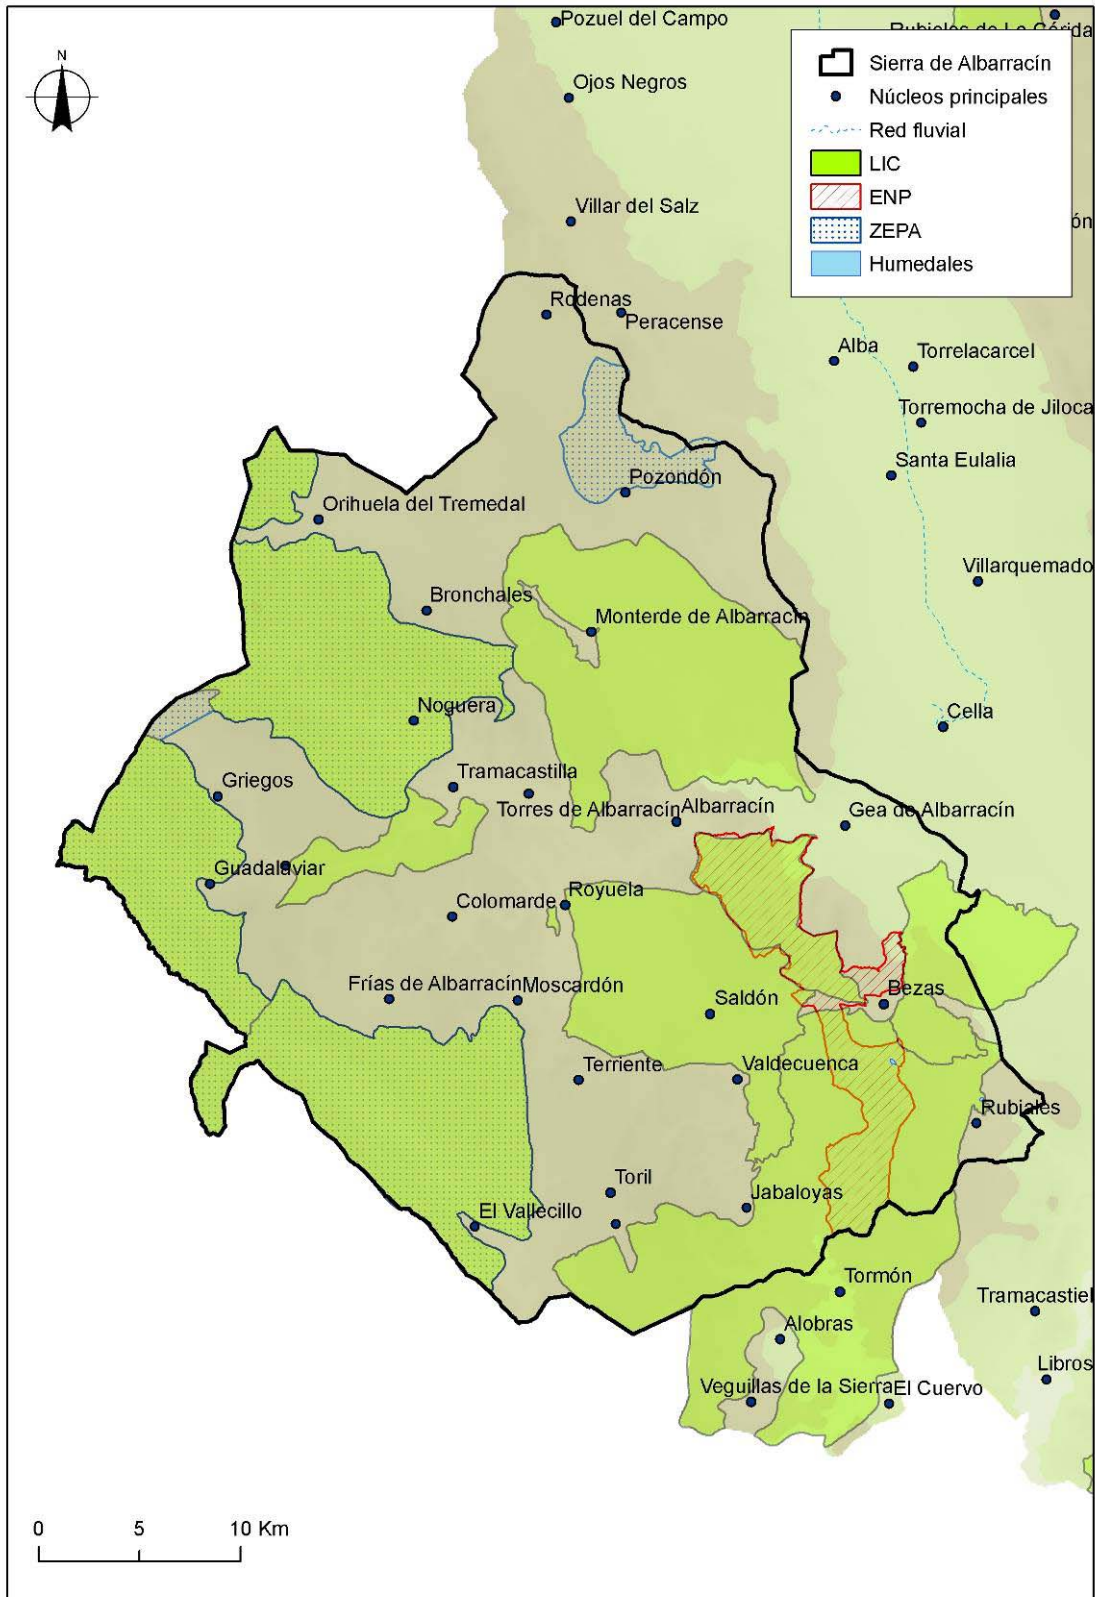 Pozuel del Campo
N
Ojos Negros
Sierra de Albarracín
Núcleos principales
Red fluvial
LIC
ENP
ZEPA
Humedales
Villar del Salz
Rodenas
Peracense
Alba
Torrelacarcel
Torremocha de Jiloca
Santa Eulalia
Pozondón
Orihuela del Tremedal
Villarquemado
Bronchales
Monterde de Albarracín
Noguera
Cella
Tramacastilla
Griegos
Torres de Albarracín
Albarracín
Gea de Albarracín
Guadalaviar
Royuela
Colomarde
Frías de Albarracín
Moscardón
Saldón
Bezas
Terriente
Valdecuenca
Rubiales
Toril
Jabaloyas
El Vallecillo
Tormón
Tramacastiel
Alobras
Libros
Veguillas de la Sierra
El Cuervo
0 5 10 Km